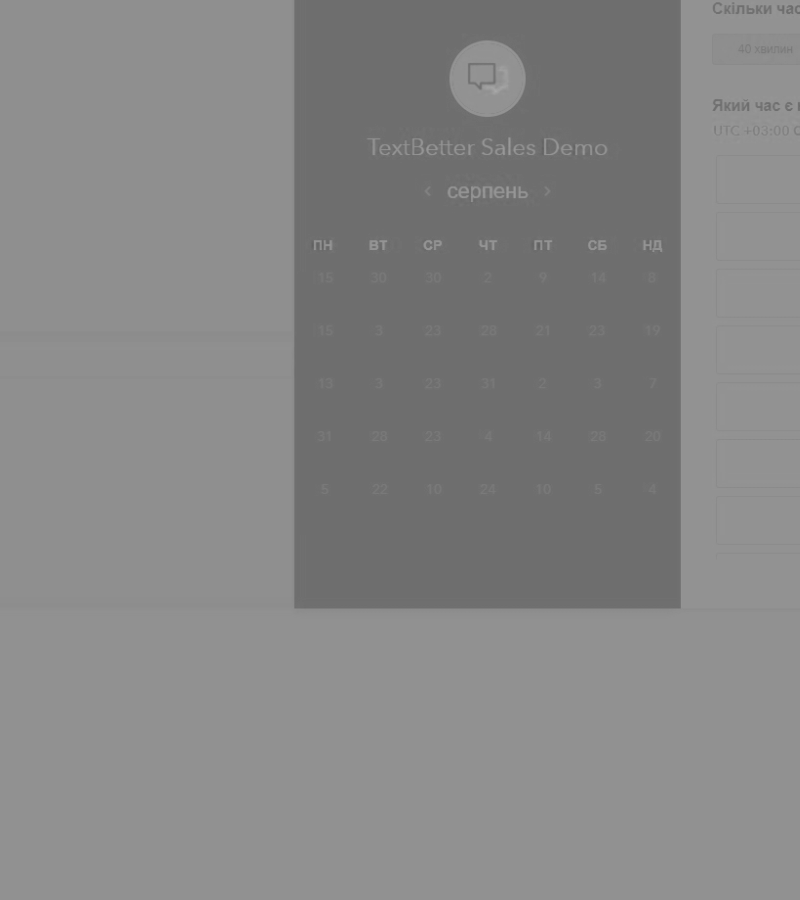 TextBetter Sales Demo
‹ серпень ›
ПН ВТ СР ЧТ ПТ СБ НД
15 30 30 2 9 14 8
15 3 23 28 21 23 19
13 3 23 31 2 3 7
31 28 23 4 14 28 20
5 22 10 24 10 5 4
Скільки час
40 хвилин
Який час є
UTC +03:00